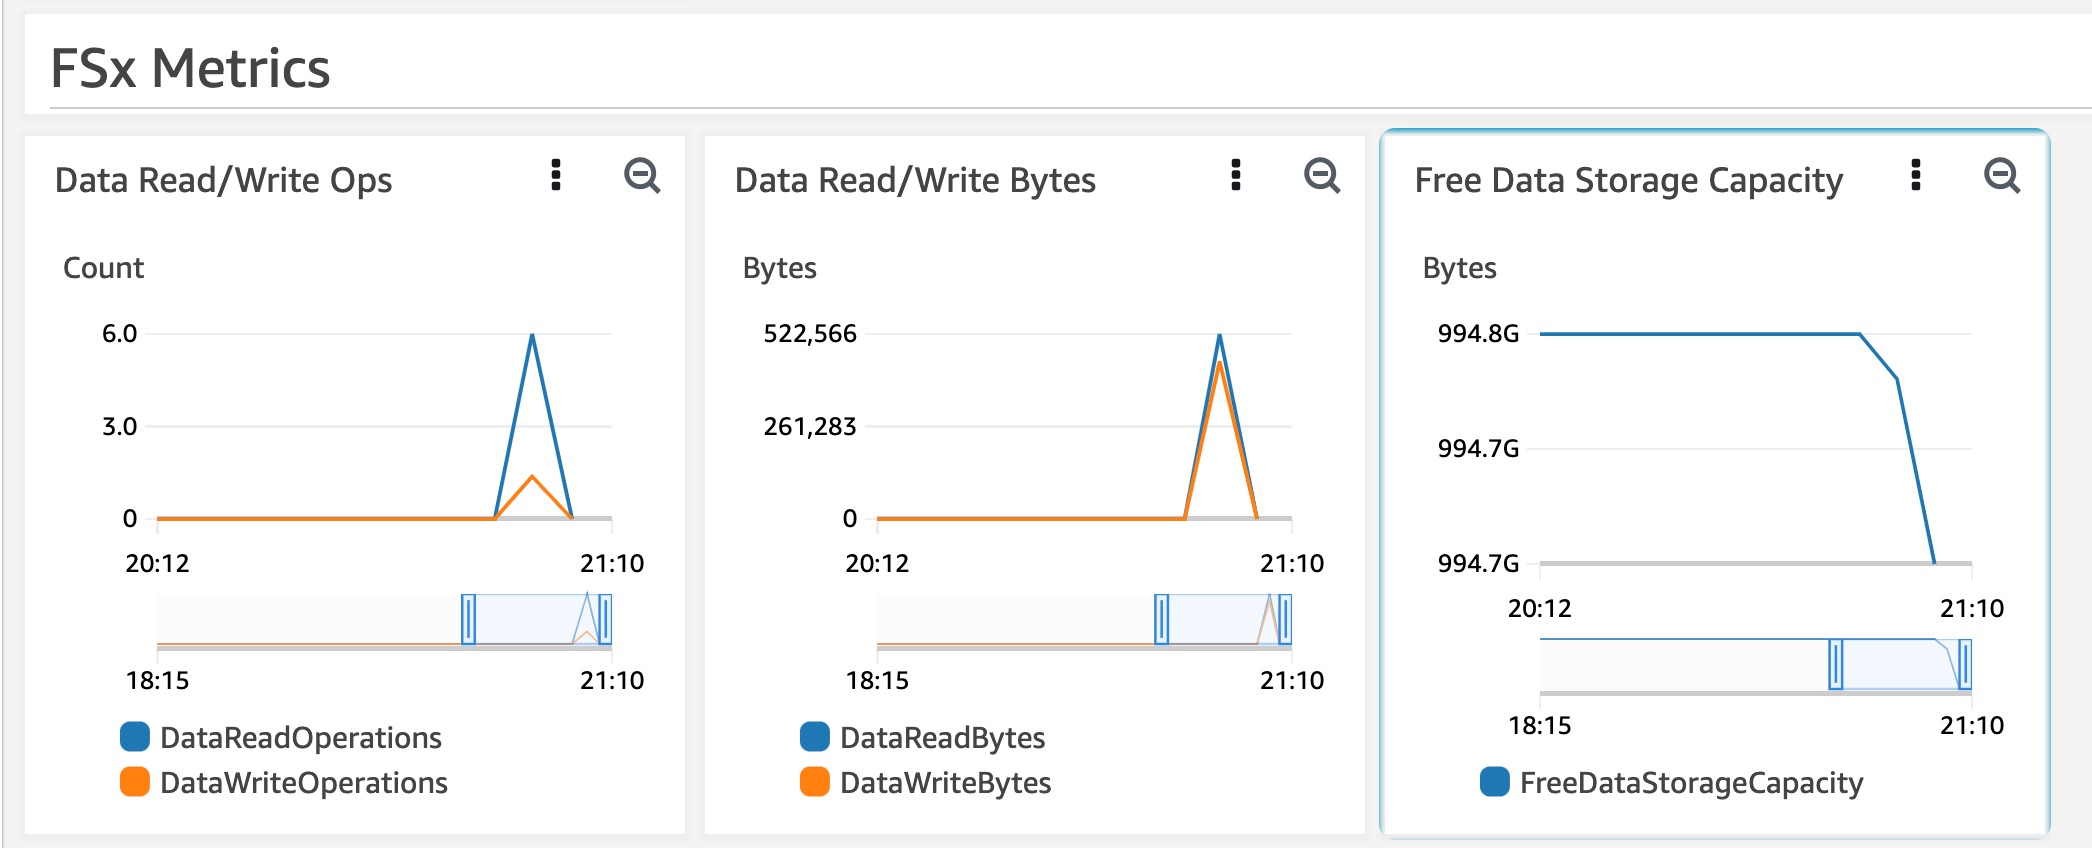 FSx Metrics
Data Read/Write Ops
Count
6.0
3.0
0
20:12 21:10
18:15 21:10
DataReadOperations
DataWriteOperations
Data Read/Write Bytes
Bytes
522,566
261,283
0
20:12 21:10
18:15 21:10
DataReadBytes
DataWriteBytes
Free Data Storage Capacity
Bytes
994.8G
994.7G
994.7G
20:12 21:10
18:15 21:10
FreeDataStorageCapacity